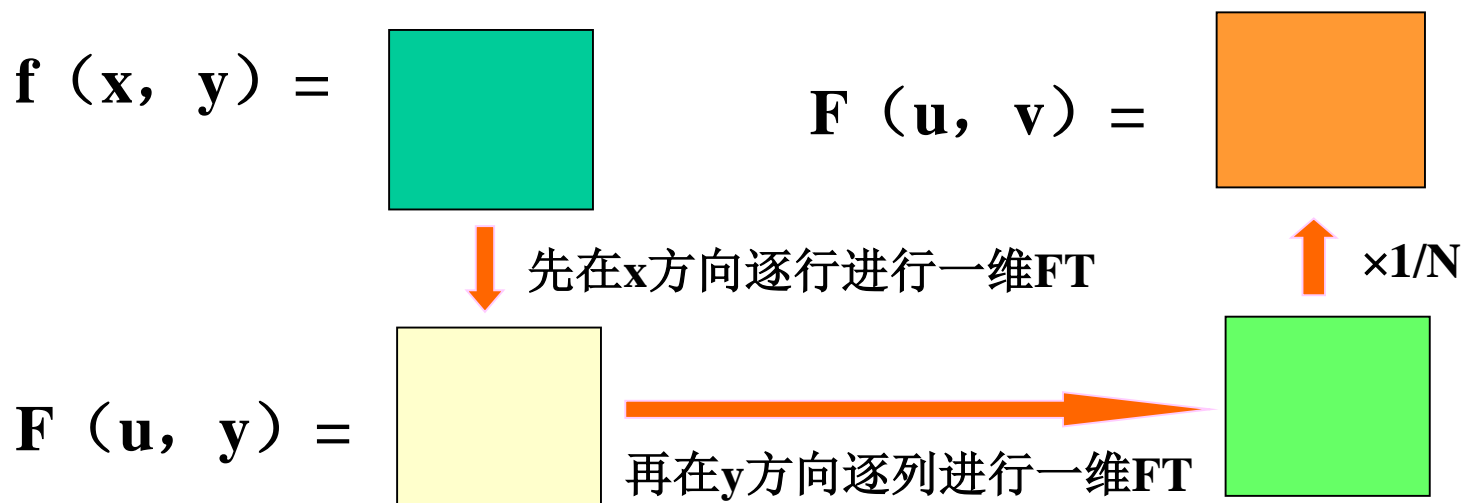 f（x，y）=
F（u，v）=
先在x方向逐行进行一维FT
×1/N
F（u，y）=
再在y方向逐列进行一维FT